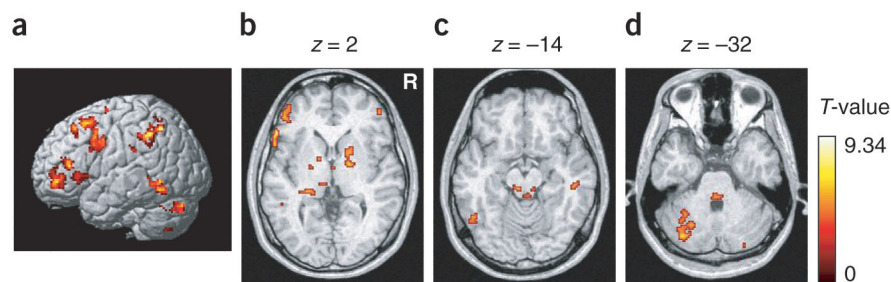 a
b
c
d
z = 2
z = −14
z = −32
R
T-value
9.34
0